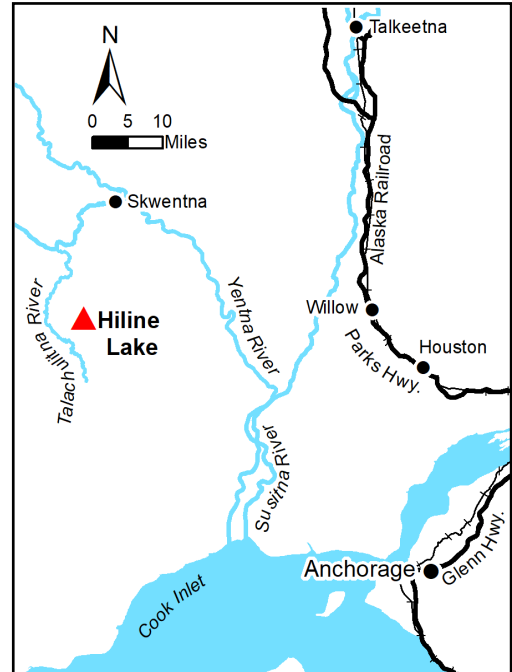 Talkeetna
N
0 5 10
Miles
Alaska Railroad
Skwentna
Talachulitna River
Hiline
Lake
Yentna River
Willow
Houston
Parks Hwy.
Susitna River
Anchorage
Glenn Hwy.
Cook Inlet